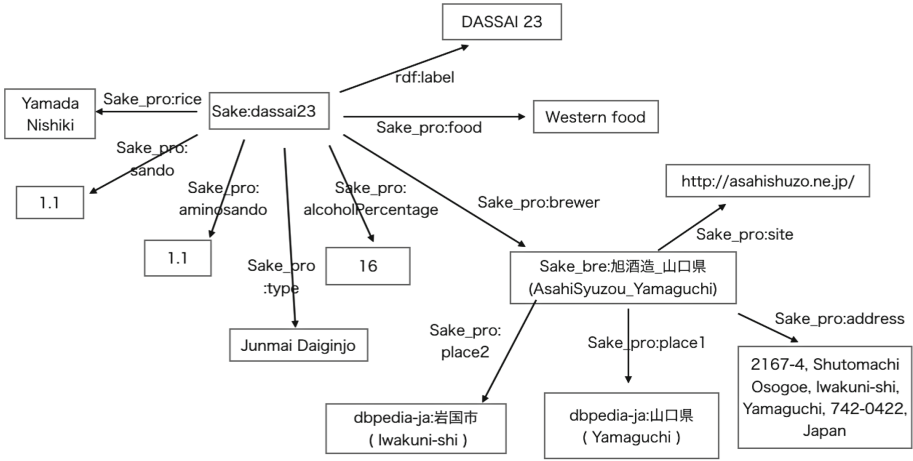 DASSAI 23
rdf:label
Yamada
Nishiki
Sake_pro:rice
Sake:dassai23
Sake_pro:food
Western food
Sake_pro:
sando
1.1
Sake_pro:
aminosando
1.1
Sake_pro
:type
Junmai Daiginjo
Sake_pro:
alcoholPercentage
16
Sake_pro:brewer
http://asahishuzo.ne.jp/
Sake_pro:site
Sake_bre:旭酒造_山口県
(AsahiSyuzou_Yamaguchi)
Sake_pro:
place2
Sake_pro:place1
Sake_pro:address
dbpedia-ja:岩国市
( Iwakuni-shi )
dbpedia-ja:山口県
( Yamaguchi )
2167-4, Shutomachi
Osogoe, Iwakuni-shi,
Yamaguchi, 742-0422,
Japan